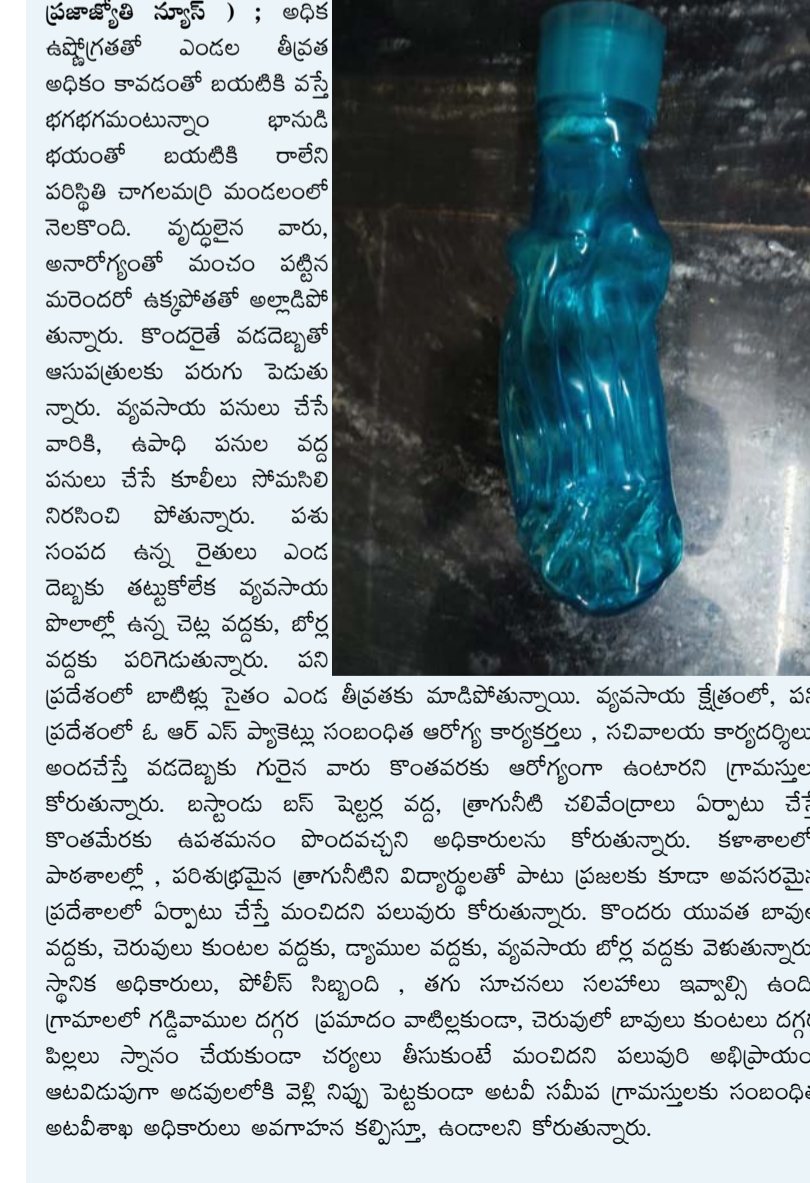 ప్రజాజ్యోతి న్యూస్ ) ; అధిక
ఉష్ణోగ్రతతో ఎండల తీవ్రత
అధికం కావడంతో బయటికి వస్తే
భగభగమంటున్నాం భానుడి
భయంతో బయటికి రాలేని
పరిస్థితి చాగలమర్రి మండలంలో
నెలకొంది. వృద్ధులైన వారు,
అనారోగ్యంతో మంచం పట్టిన
మరెందరో ఉక్కపోతతో అల్లాడిపో
తున్నారు. కొందరైతే వడదెబ్బతో
ఆసుపత్రులకు పరుగు పెడుతు
న్నారు. వ్యవసాయ పనులు చేసే
వారికి, ఉపాధి పనుల వద్ద
పనులు చేసే కూలీలు సోమసిలి
నిరసించి పోతున్నారు. పశు
సంపద ఉన్న రైతులు ఎండ
దెబ్బకు తట్టుకోలేక వ్యవసాయ
పొలాల్లో ఉన్న చెట్ల వద్దకు, బోర్ల
వద్దకు పరిగెడుతున్నారు. పని
ప్రదేశంలో బాటిళ్లు సైతం ఎండ తీవ్రతకు మాడిపోతున్నాయి. వ్యవసాయ క్షేత్రంలో, పని
ప్రదేశంలో ఓ ఆర్ ఎస్ ప్యాకెట్లు సంబంధిత ఆరోగ్య కార్యకర్తలు , సచివాలయ కార్యదర్శిలు
అందచేస్తే వడదెబ్బకు గురైన వారు కొంతవరకు ఆరోగ్యంగా ఉంటారని గ్రామస్తులు
కోరుతున్నారు. బస్టాండు బస్ షెల్టర్ల వద్ద, త్రాగునీటి చలివేంద్రాలు ఏర్పాటు చేస్తే
కొంతమేరకు ఉపశమనం పొందవచ్చని అధికారులను కోరుతున్నారు. కళాశాలలో
పాఠశాలల్లో , పరిశుభ్రమైన త్రాగునీటిని విద్యార్థులతో పాటు ప్రజలకు కూడా అవసరమైన
ప్రదేశాలలో ఏర్పాటు చేస్తే మంచిదని పలువురు కోరుతున్నారు. కొందరు యువత బావుల
వద్దకు, చెరువులు కుంటల వద్దకు, డ్యాముల వద్దకు, వ్యవసాయ బోర్ల వద్దకు వెళుతున్నారు
స్థానిక అధికారులు, పోలీస్ సిబ్బంది , తగు సూచనలు సలహాలు ఇవ్వాల్సి ఉంది
గ్రామాలలో గడ్డివాముల దగ్గర ప్రమాదం వాటిల్లకుండా, చెరువులో బావులు కుంటలు దగ్గర
పిల్లలు స్నానం చేయకుండా చర్యలు తీసుకుంటే మంచిదని పలువురి అభిప్రాయం
ఆటవిడుపుగా అడవులలోకి వెళ్లి నిప్పు పెట్టకుండా అటవీ సమీప గ్రామస్తులకు సంబంధిత
అటవీశాఖ అధికారులు అవగాహన కల్పిస్తూ, ఉండాలని కోరుతున్నారు.